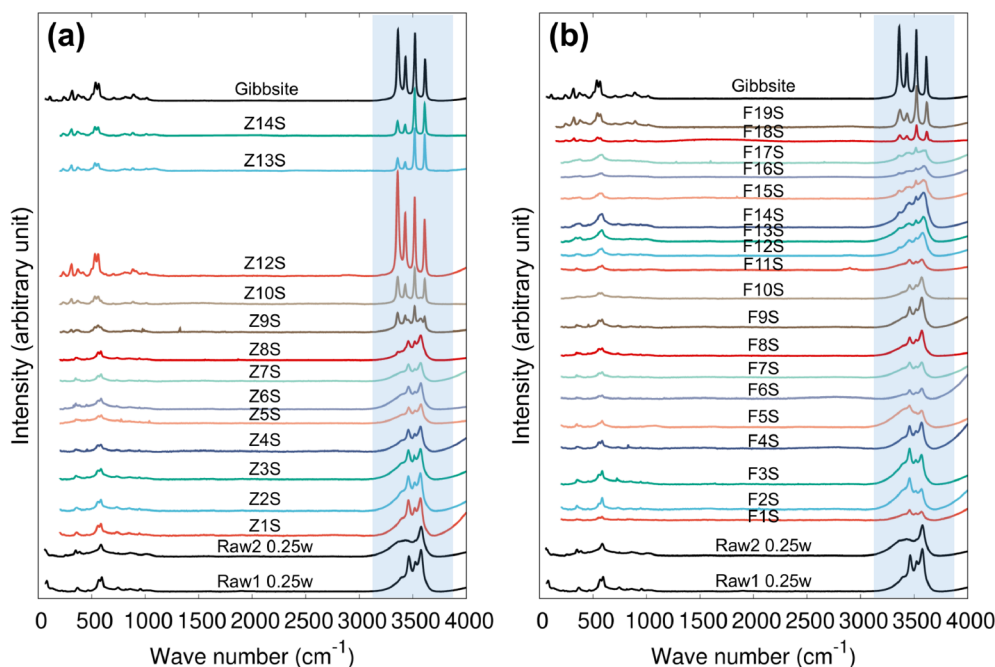 (a)
Gibbsite
Z14S
Z13S
Z12S
Z10S
Z9S
Z8S
Z7S
Z6S
Z5S
Z4S
Z3S
Z2S
Z1S
Raw2 0.25w
Raw1 0.25w
Intensity (arbitrary unit)
0 500 1000 1500 2000 2500 3000 3500 4000
Wave number (cm⁻¹)
(b)
Gibbsite
F19S
F18S
F17S
F16S
F15S
F14S
F13S
F12S
F11S
F10S
F9S
F8S
F7S
F6S
F5S
F4S
F3S
F2S
F1S
Raw2 0.25w
Raw1 0.25w
Intensity (arbitrary unit)
0 500 1000 1500 2000 2500 3000 3500 4000
Wave number (cm⁻¹)